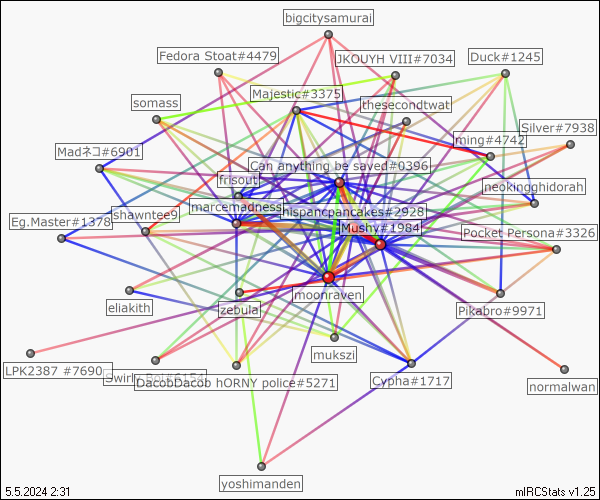 bigcitysamurai
Fedora Stoat#4479
JKOUYH VIII#7034
Duck#1245
Majestic#3375
somass
thesecondtwat
Silver#7938
ming#4742
Madネコ#6901
Can anything be saved#0396
frisout
neokingghidorah
marcemadness
hispancpancakes#2928
shawntee9
Eg.Master#1378
Mushy#1984
Pocket Persona#3326
moonraven
eliakith
zebula
Pikabro#9971
mukszi
LPK2387 #7690
Swirly Boi#6154
DacobDacob hORNY police#5271
Cypha#1717
normalwan
yoshimanden
5.5.2024 2:31
mIRCStats v1.25